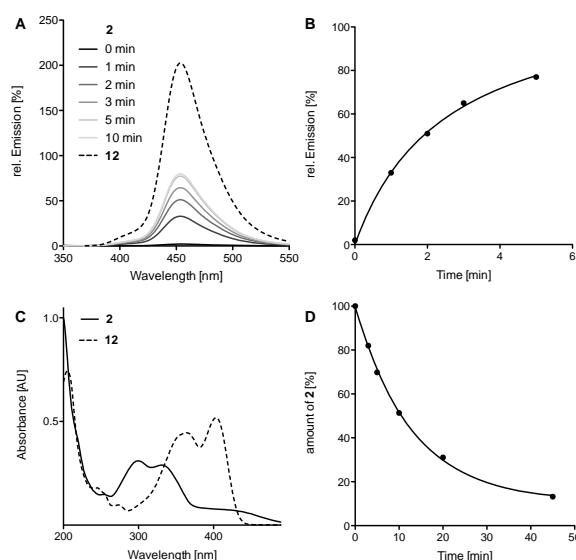 A
2
0 min
1 min
2 min
3 min
5 min
10 min
12
250
200
150
100
50
0
350
400
450
500
550
rel. Emission [%]
Wavelength [nm]
B
100
80
60
40
20
0
0
2
4
6
rel. Emission [%]
Time [min]
C
2
12
1.0
0.5
200
300
400
Absorbance [AU]
Wavelength [nm]
D
100
80
60
40
20
0
0
10
20
30
40
50
amount of 2 [%]
Time [min]